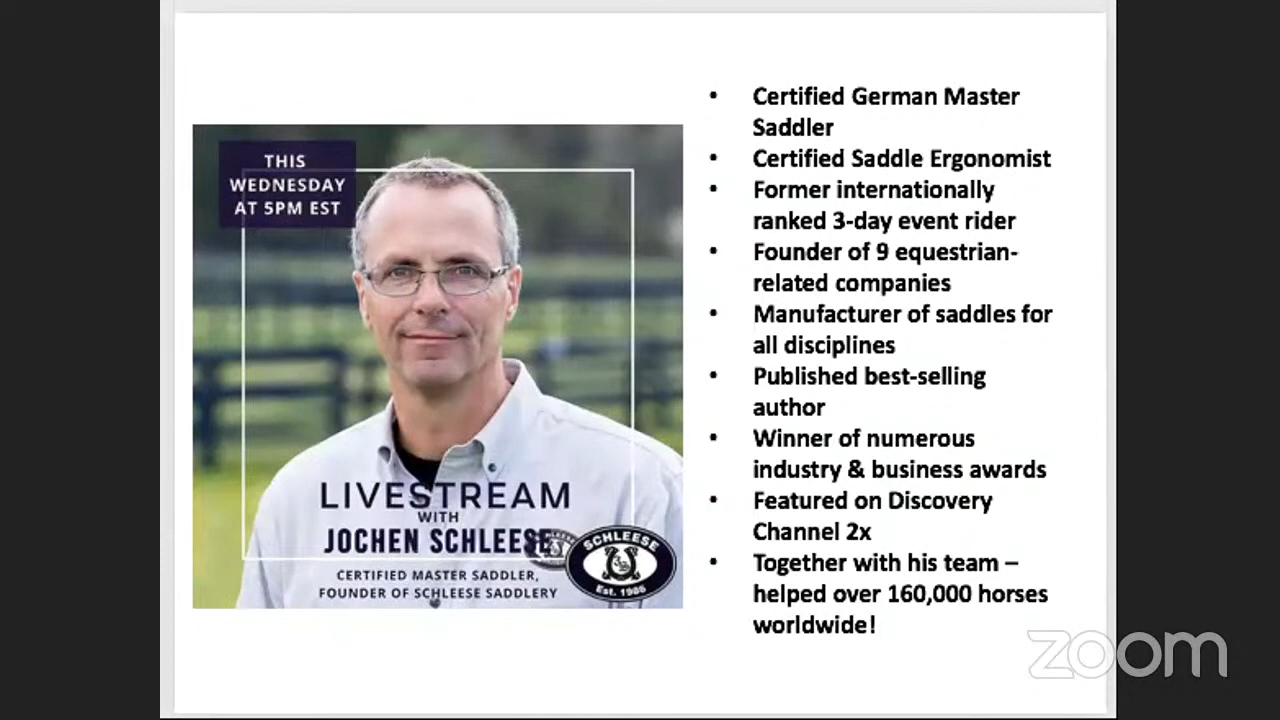 THIS
WEDNESDAY
AT 5PM EST
LIVESTREAM
WITH
JOCHEN SCHLEESE
CERTIFIED MASTER SADDLER,
FOUNDER OF SCHLEESE SADDLERY
SCHLEESE
Est. 1986
• Certified German Master
Saddler
• Certified Saddle Ergonomist
• Former internationally
ranked 3-day event rider
• Founder of 9 equestrian-
related companies
• Manufacturer of saddles for
all disciplines
• Published best-selling
author
• Winner of numerous
industry & business awards
• Featured on Discovery
Channel 2x
• Together with his team –
helped over 160,000 horses
worldwide!
zoom